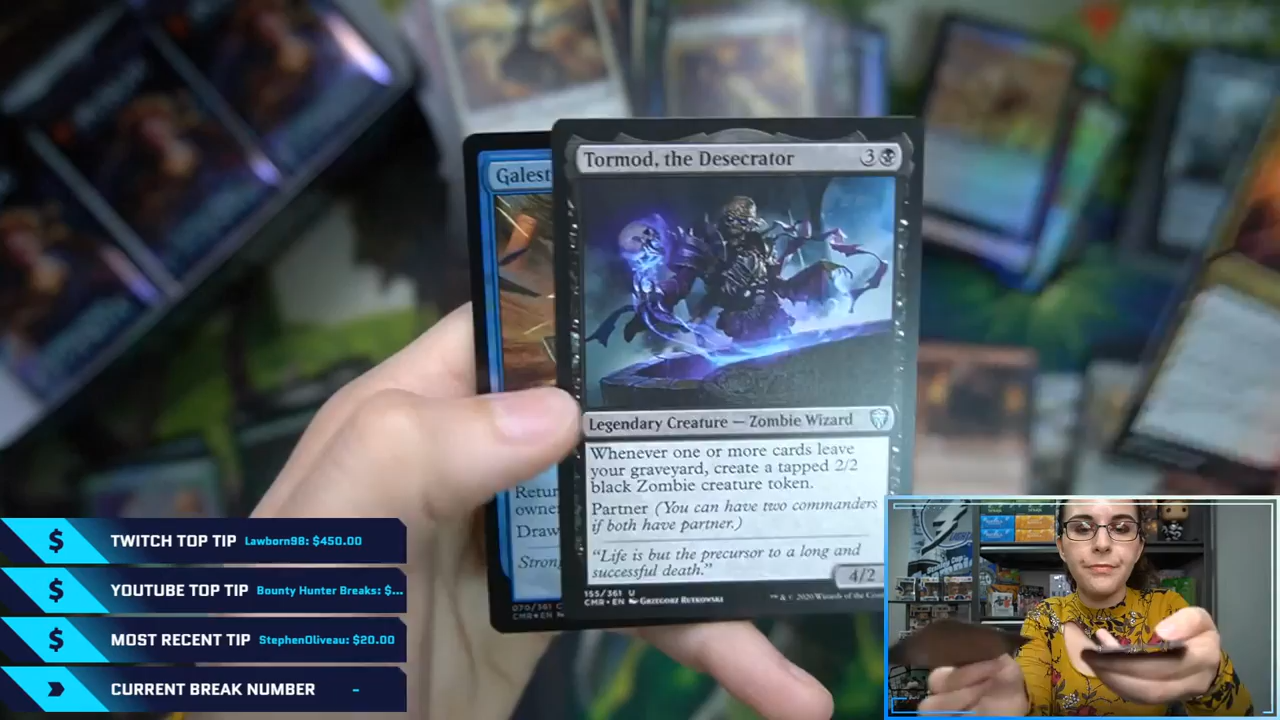 MAGIC
Galest
Tormod, the Desecrator
3
Legendary Creature — Zombie Wizard
Whenever one or more cards leave
your graveyard, create a tapped 2/2
black Zombie creature token.
Partner (You can have two commanders
if both have partner.)
"Life is but the precursor to a long and
successful death."
4/2
155/361 U
CMR • EN Grzegorz Rutkowski
™ & © 2020 Wizards of the
Retur
owne
Draw
Stron
070/361 C
CMR EN
TWITCH TOP TIP Lawborn98: $450.00
YOUTUBE TOP TIP Bounty Hunter Breaks: $...
MOST RECENT TIP StephenOliveau: $20.00
CURRENT BREAK NUMBER -